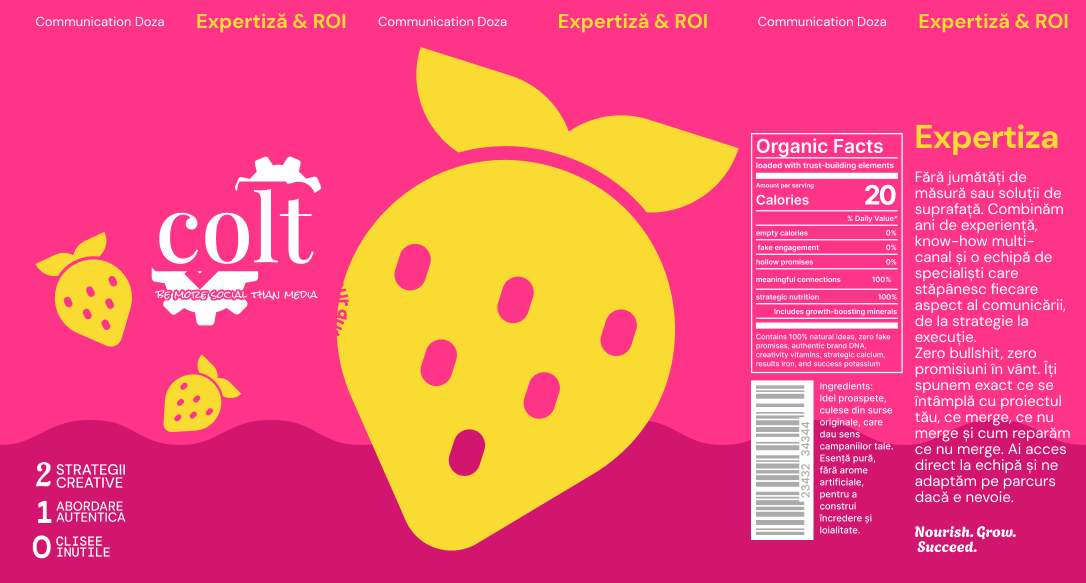 Communication Doza
Expertiză & ROI
Communication Doza
Expertiză & ROI
Communication Doza
Expertiză & ROI
colt
BE MORE SOCIAL THAN MEDIA
2 STRATEGII
CREATIVE
1 ABORDARE
AUTENTICA
0 CLISEE
INUTILE
Organic Facts
loaded with trust-building elements
Amount per serving
Calories 20
% Daily Value*
empty calories 0%
fake engagement 0%
hollow promises 0%
meaningful connections 100%
strategic nutrition 100%
Includes growth-boosting minerals
Contains 100% natural ideas, zero fake
promises, authentic brand DNA,
creativity vitamins, strategic calcium,
results iron, and success potassium
23432 34344
Ingredients:
Idei proaspete,
culese din surse
originale, care
dau sens
campaniilor tale.
Esență pură,
fără arome
artificiale,
pentru a
construi
încredere și
loialitate.
Expertiza
Fără jumătăți de
măsură sau soluții de
suprafață. Combinăm
ani de experiență,
know-how multi-
canal și o echipă de
specialiști care
stăpânesc fiecare
aspect al comunicării,
de la strategie la
execuție.
Zero bullshit, zero
promisiuni în vânt. Îți
spunem exact ce se
întâmplă cu proiectul
tău, ce merge, ce nu
merge și cum reparăm
ce nu merge. Ai acces
direct la echipă și ne
adaptăm pe parcurs
dacă e nevoie.
Nourish. Grow.
Succeed.